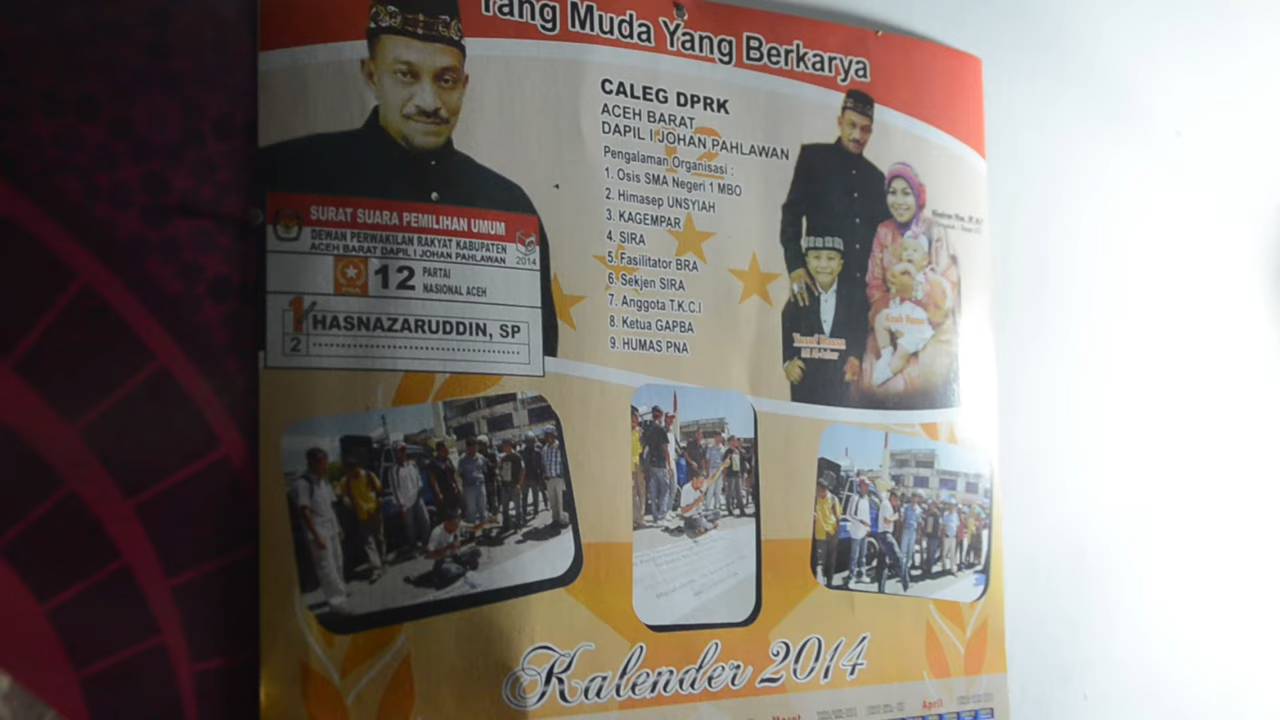 Yang Muda Yang Berkarya
CALEG DPRK
ACEH BARAT
DAPIL I JOHAN PAHLAWAN
12
Pengalaman Organisasi :
1. Osis SMA Negeri 1 MBO
2. Himasep UNSYIAH
3. KAGEMPAR
4. SIRA
5. Fasilitator BRA
6. Sekjen SIRA
7. Anggota T.K.C.I
8. Ketua GAPBA
9. HUMAS PNA
SURAT SUARA PEMILIHAN UMUM
DEWAN PERWAKILAN RAKYAT KABUPATEN
ACEH BARAT DAPIL I JOHAN PAHLAWAN
2014
12 PARTAI
NASIONAL ACEH
1 HASNAZARUDDIN, SP
2
Kalender 2014
Maret
April